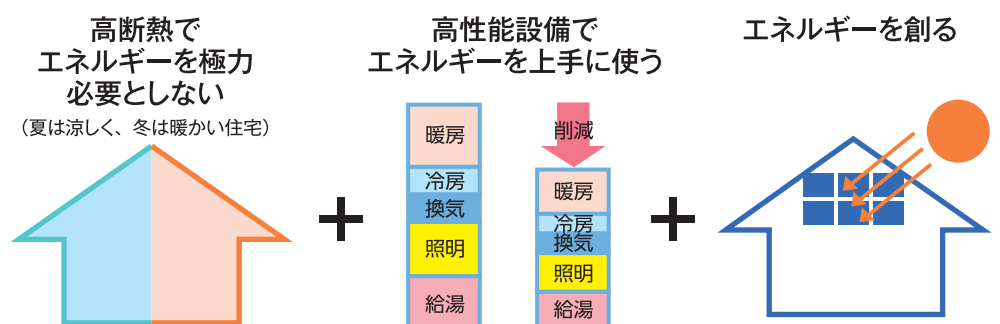 高断熱で
エネルギーを極力
必要としない
（夏は涼しく、冬は暖かい住宅）
高性能設備で
エネルギーを上手に使う
暖房
冷房
換気
照明
給湯
削減
暖房
冷房
換気
照明
給湯
エネルギーを創る